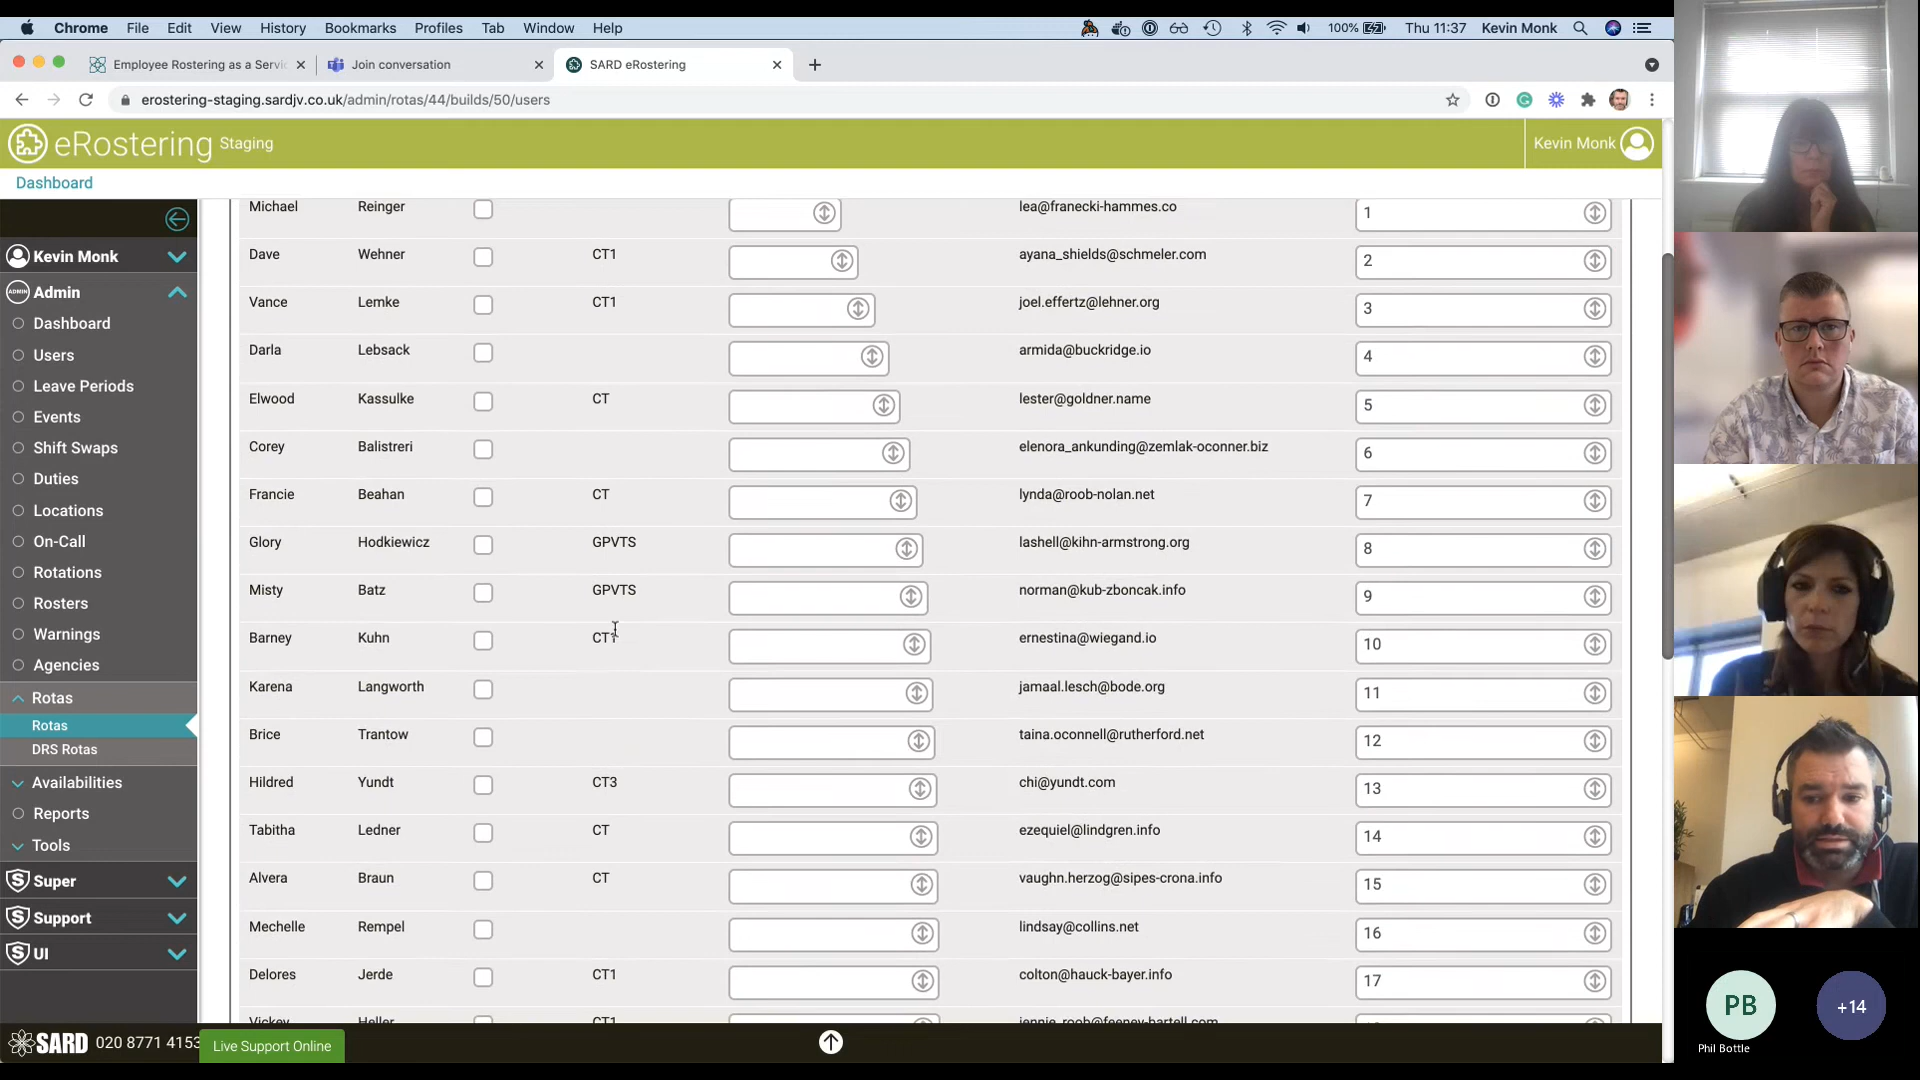 Chrome File Edit View History Bookmarks Profiles Tab Window Help 100% Thu 11:37 Kevin Monk
Employee Rostering as a Servic
Join conversation
SARD eRostering
erostering-staging.sardjv.co.uk/admin/rotas/44/builds/50/users
eRostering Staging
Kevin Monk
Dashboard
Kevin Monk
Admin
Dashboard
Users
Leave Periods
Events
Shift Swaps
Duties
Locations
On-Call
Rotations
Rosters
Warnings
Agencies
Rotas
Rotas
DRS Rotas
Availabilities
Reports
Tools
Super
Support
UI
SARD 020 8771 4153
Live Support Online
Michael Reinger lea@franecki-hammes.co 1
Dave Wehner CT1 ayana_shields@schmeler.com 2
Vance Lemke CT1 joel.effertz@lehner.org 3
Darla Lebsack armida@buckridge.io 4
Elwood Kassulke CT lester@goldner.name 5
Corey Balistreri elenora_ankunding@zemlak-oconner.biz 6
Francie Beahan CT lynda@roob-nolan.net 7
Glory Hodkiewicz GPVTS lashell@kihn-armstrong.org 8
Misty Batz GPVTS norman@kub-zboncak.info 9
Barney Kuhn CT1 ernestina@wiegand.io 10
Karena Langworth jamaal.lesch@bode.org 11
Brice Trantow taina.oconnell@rutherford.net 12
Hildred Yundt CT3 chi@yundt.com 13
Tabitha Ledner CT ezequiel@lindgren.info 14
Alvera Braun CT vaughn.herzog@sipes-crona.info 15
Mechelle Rempel lindsay@collins.net 16
Delores Jerde CT1 colton@hauck-bayer.info 17
Vickey Heller CT1 jennie_roob@feeney-bartell.com
PB
Phil Bottle
+14